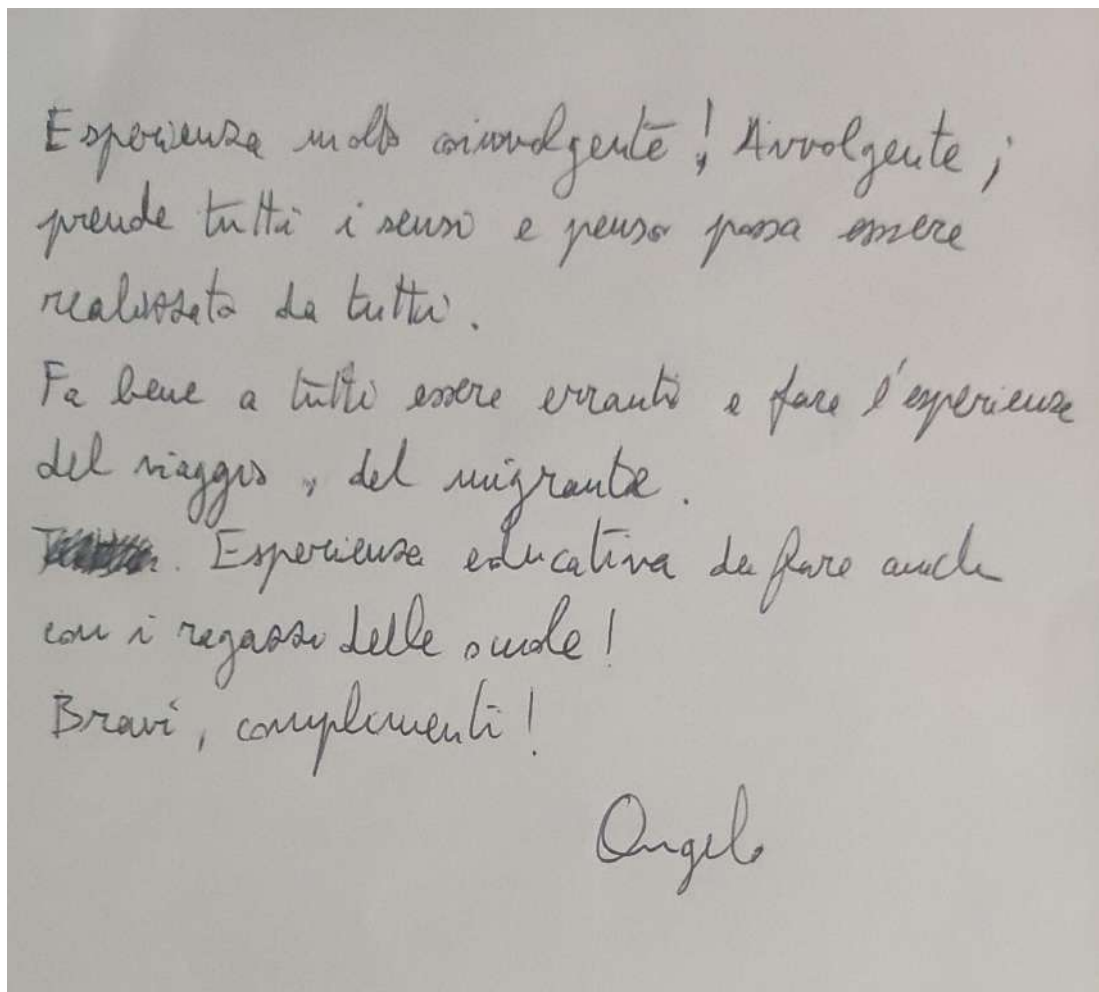 Esperienza molto coinvolgente! Avvolgente;
prende tutti i sensi e penso possa essere
realizzata da tutti.
Fa bene a tutti essere erranti e fare l'esperienza
del viaggio, del migrante.
. Esperienza educativa da fare anche
con i ragazzi delle scuole!
Bravi, complimenti!
Angelo